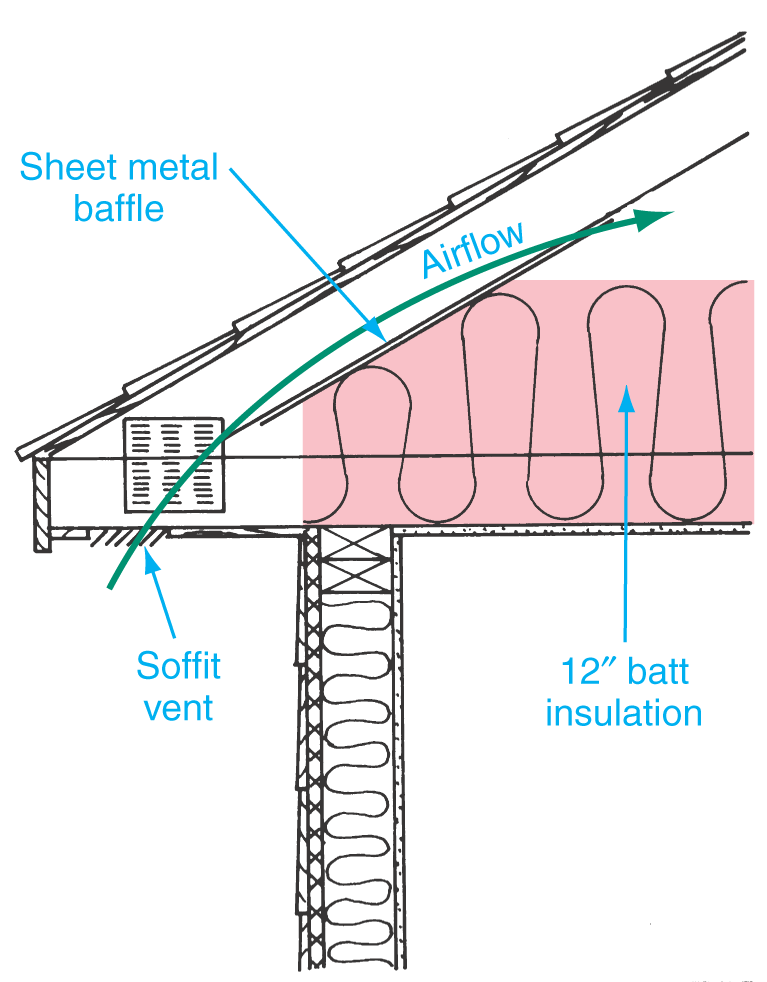 Sheet metal
baffle
Airflow
Soffit
vent
12″ batt
insulation